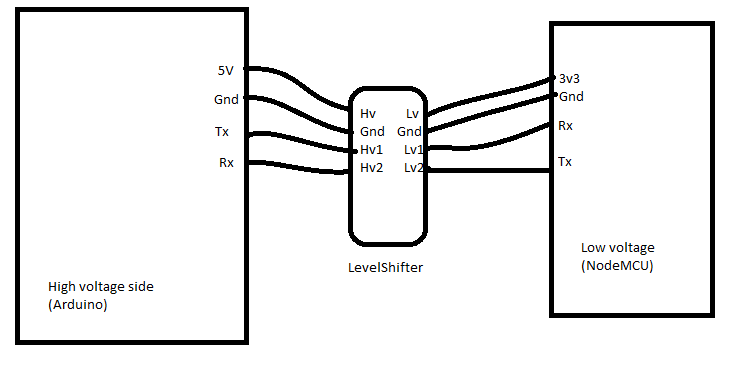 5V
Gnd
Tx
Rx
High voltage side
(Arduino)
Hv Lv
Gnd Gnd
Hv1 Lv1
Hv2 Lv2
LevelShifter
3v3
Gnd
Rx
Tx
Low voltage
(NodeMCU)